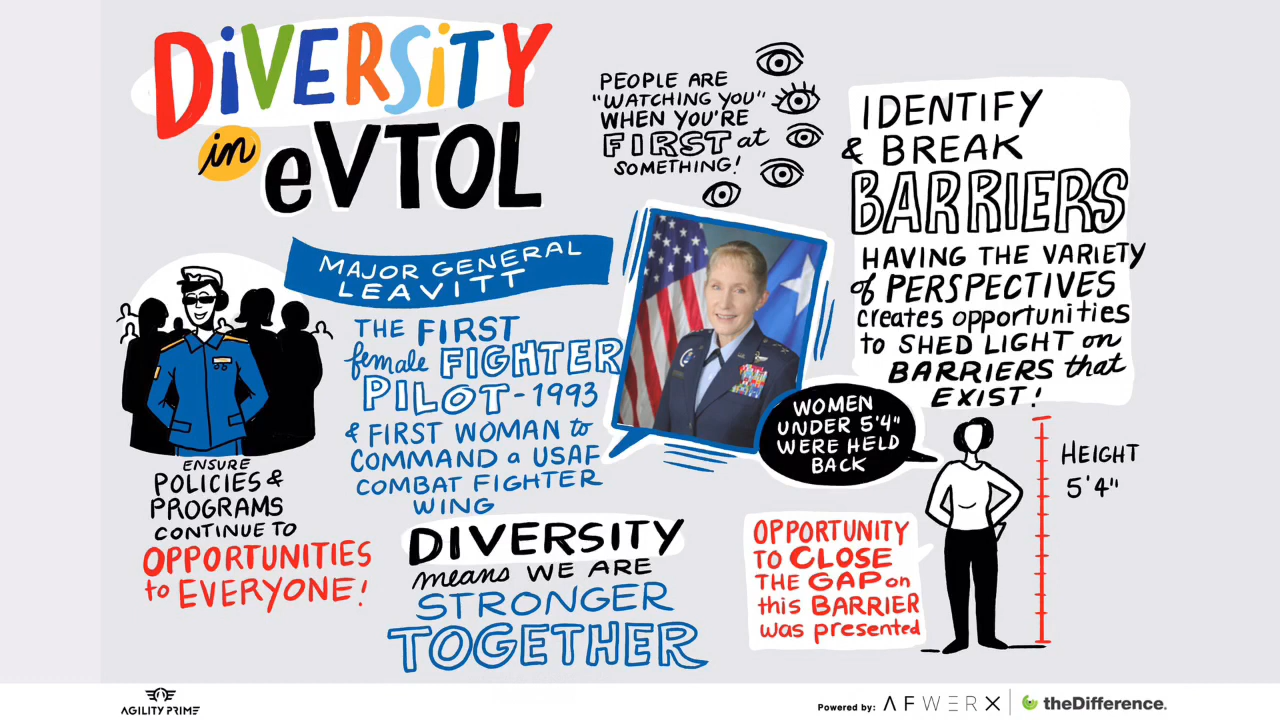 DiVERSiTY
in
eVTOL
PEOPLE ARE
"WATCHING YOU"
WHEN YOU'RE
FIRST at
SOMETHING!
IDENTIFY
& BREAK
BARRIERS
HAVING THE VARIETY
of PERSPECTIVES
creates opportunities
to SHED LIGHT on
BARRIERS that
EXIST!
MAJOR GENERAL
LEAVITT
THE FIRST
female FIGHTER
PILOT - 1993
& FIRST WOMAN to
COMMAND a USAF
COMBAT FIGHTER
WING
ENSURE
POLICIES &
PROGRAMS
CONTINUE TO
OPPORTUNITIES
to EVERYONE!
DIVERSITY
means WE ARE
STRONGER
TOGETHER
WOMEN
UNDER 5'4"
WERE HELD
BACK
HEIGHT
5'4"
OPPORTUNITY
TO CLOSE
THE GAP on
this BARRIER
was presented
AGILITY PRIME
Powered by: AFWERX | theDifference.